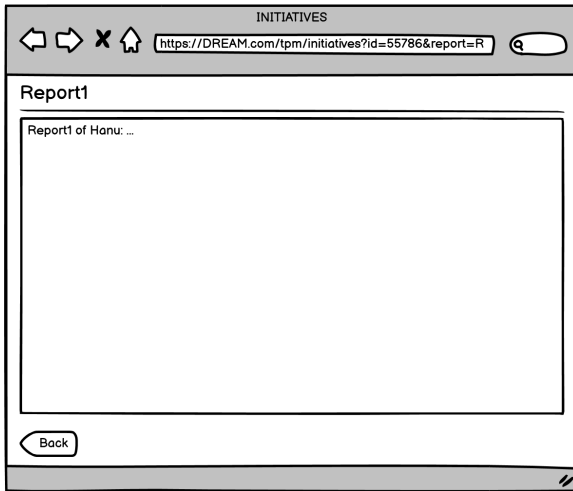 INITIATIVES
https://DREAM.com/tpm/initiatives?id=55786&report=R
Report1
Report1 of Hanu: ...
Back